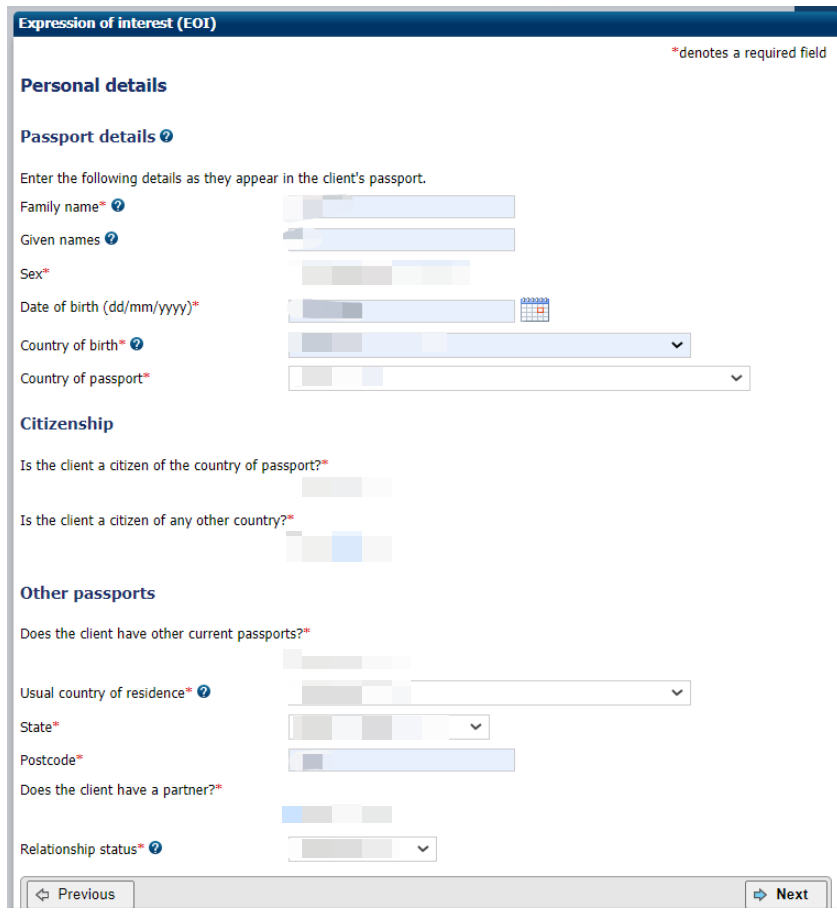 Expression of interest (EOI)
*denotes a required field
Personal details
Passport details
Enter the following details as they appear in the client's passport.
Family name*
Given names
Sex*
Date of birth (dd/mm/yyyy)*
Country of birth*
Country of passport*
Citizenship
Is the client a citizen of the country of passport?*
Is the client a citizen of any other country?*
Other passports
Does the client have other current passports?*
Usual country of residence*
State*
Postcode*
Does the client have a partner?*
Relationship status*
Previous Next